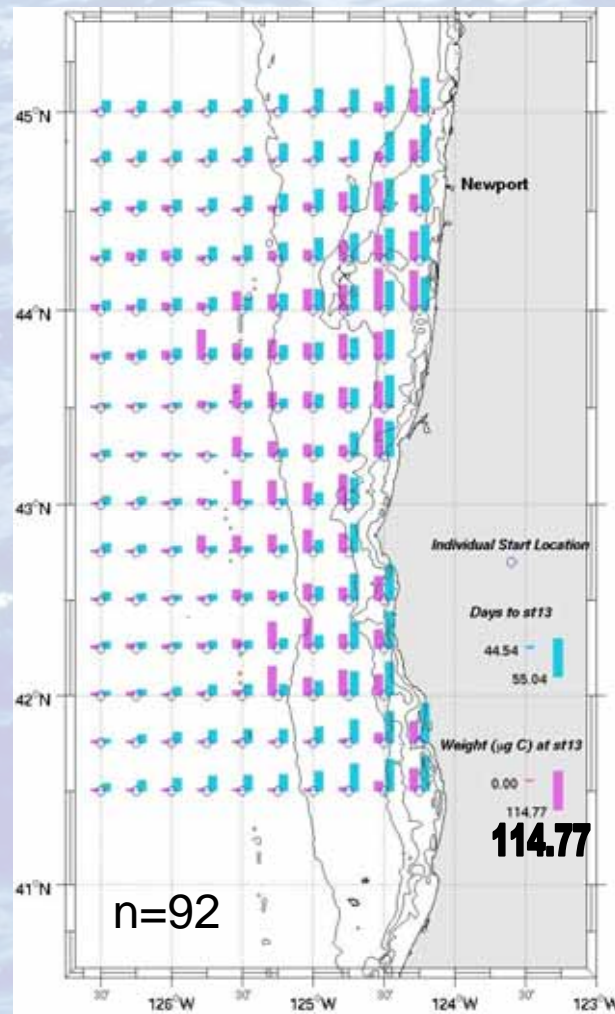 45°N
Newport
44°N
43°N
Individual Start Location
Days to st13
44.54
55.04
42°N
Weight (µg C) at st13
0.00
114.77
114.77
41°N
n=92
30' 126°W 30' 125°W 30' 124°W 30' 123°W